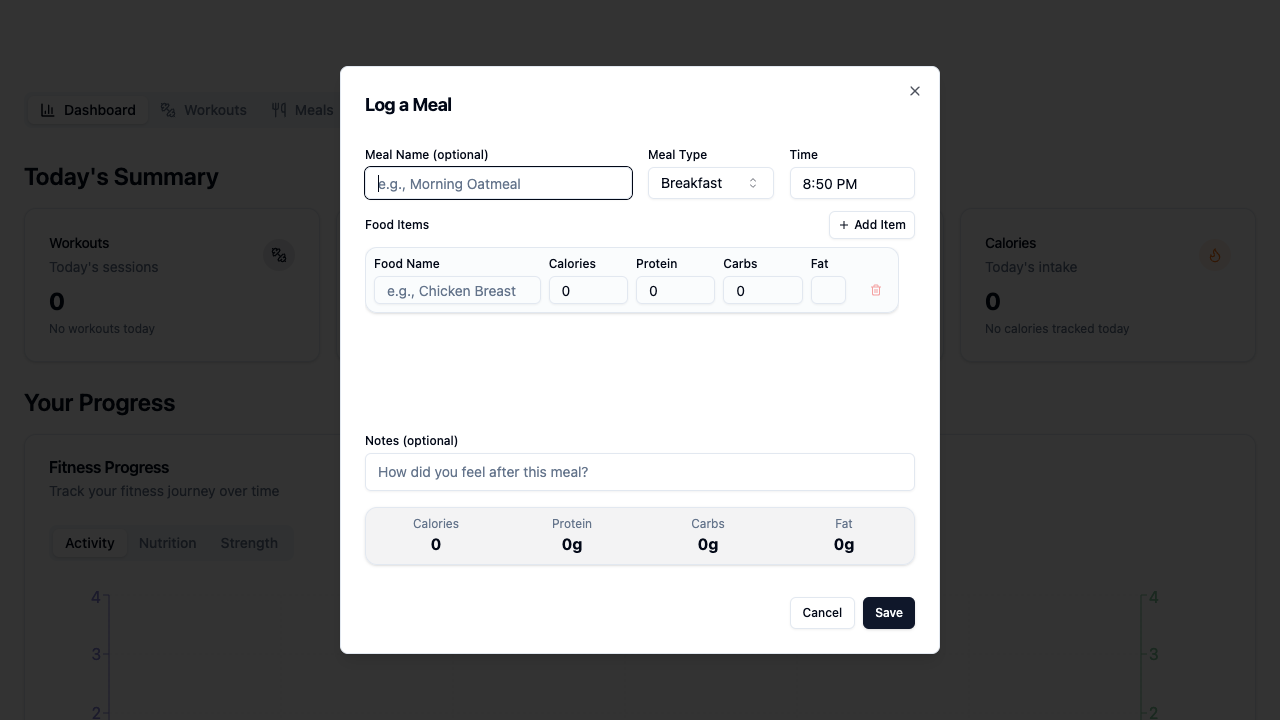 Dashboard
Workouts
Meals
Today's Summary
Workouts
Today's sessions
0
No workouts today
Calories
Today's intake
0
No calories tracked today
Your Progress
Fitness Progress
Track your fitness journey over time
Activity
Nutrition
Strength
4
3
2
4
3
2
Log a Meal
Meal Name (optional)
e.g., Morning Oatmeal
Meal Type
Breakfast
Time
8:50 PM
Food Items
Add Item
Food Name
Calories
Protein
Carbs
Fat
e.g., Chicken Breast
0
0
0
Notes (optional)
How did you feel after this meal?
Calories
0
Protein
0g
Carbs
0g
Fat
0g
Cancel
Save